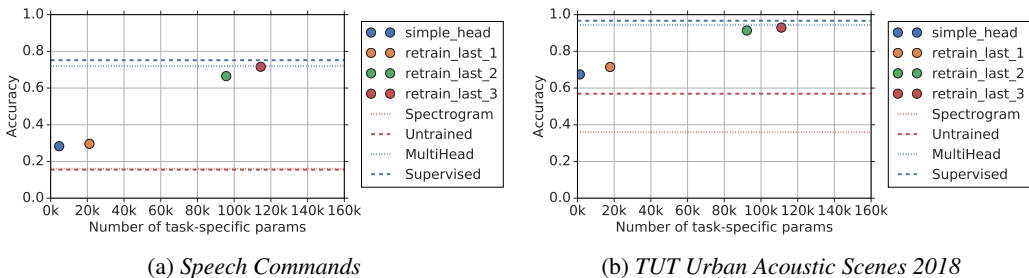 1.0
0.8
0.6
0.4
0.2
0.0
Accuracy
0k 20k 40k 60k 80k 100k 120k 140k 160k
Number of task-specific params
simple_head
retrain_last_1
retrain_last_2
retrain_last_3
Spectrogram
Untrained
MultiHead
Supervised
(a) Speech Commands
1.0
0.8
0.6
0.4
0.2
0.0
Accuracy
0k 20k 40k 60k 80k 100k 120k 140k 160k
Number of task-specific params
simple_head
retrain_last_1
retrain_last_2
retrain_last_3
Spectrogram
Untrained
MultiHead
Supervised
(b) TUT Urban Acoustic Scenes 2018